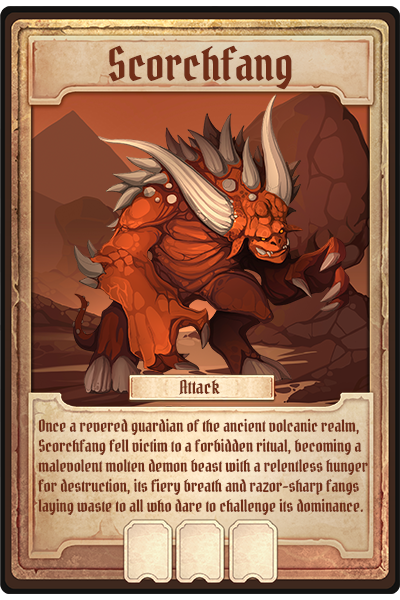 Scorchfang
Attack
Once a revered guardian of the ancient volcanic realm,
Scorchfang fell victim to a forbidden ritual, becoming a
malevolent molten demon beast with a relentless hunger
for destruction, its fiery breath and razor-sharp fangs
laying waste to all who dare to challenge its dominance.